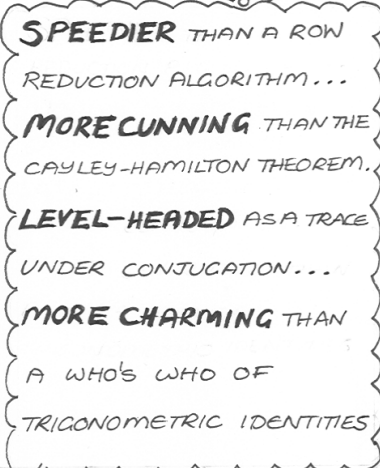 SPEEDIER THAN A ROW
REDUCTION ALGORITHM...
MORE CUNNING THAN THE
CAYLEY-HAMILTON THEOREM.
LEVEL-HEADED AS A TRACE
UNDER CONJUGATION...
MORE CHARMING THAN
A WHO'S WHO OF
TRIGONOMETRIC IDENTITIES